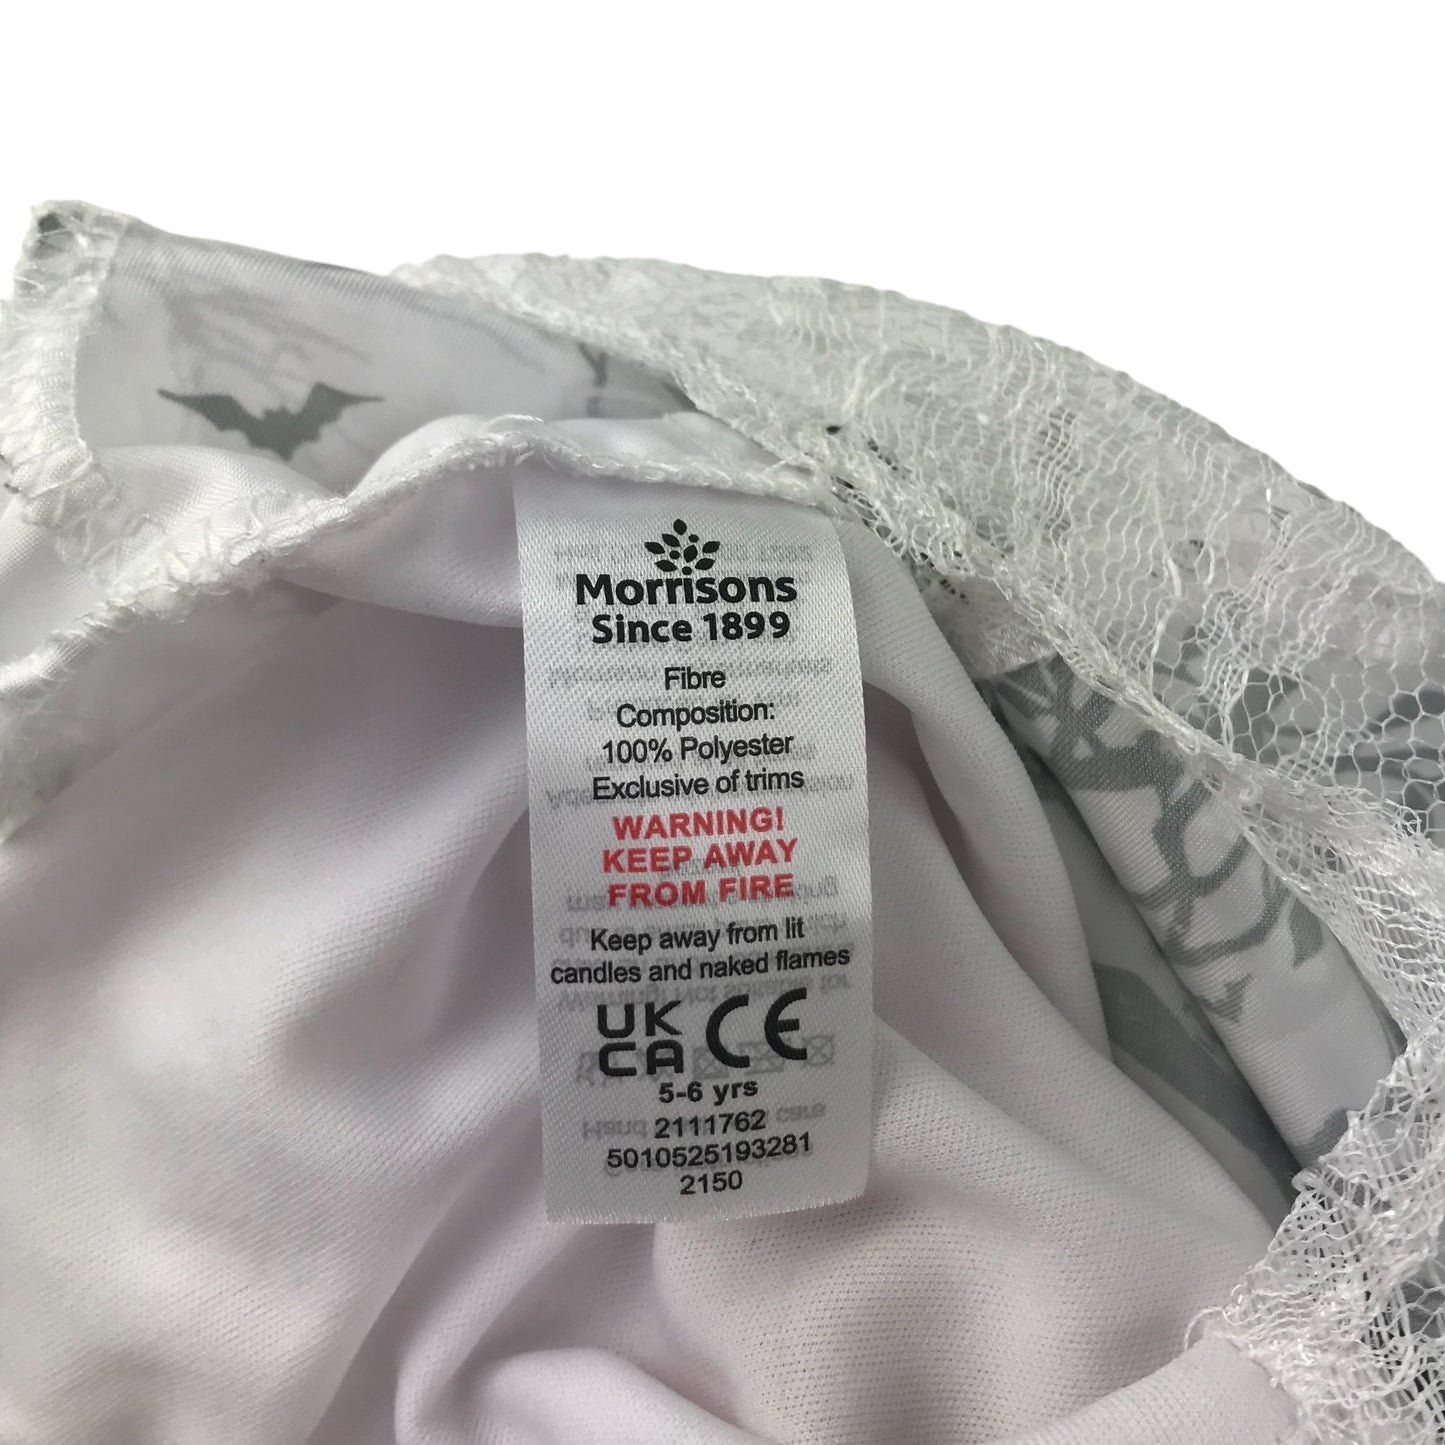 Morrisons
Since 1899
Fibre
Composition:
100% Polyester
Exclusive of trims
WARNING!
KEEP AWAY
FROM FIRE
Keep away from lit
candles and naked flames
UK
CA CE
5-6 yrs
2111762
5010525193281
2150